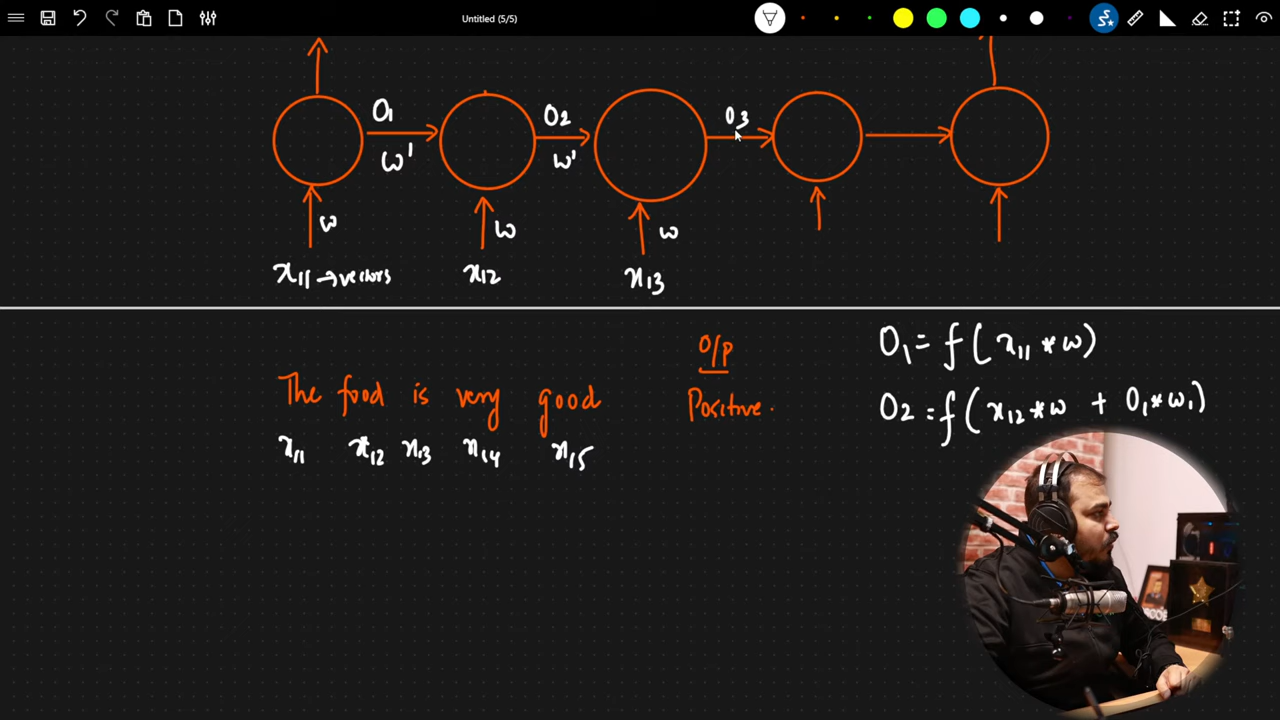 Untitled (5/5)
O₁ O₂ O₃
W' W'
W W W
x₁₁ → vectors x₁₂ x₁₃
O/P
O₁ = f(x₁₁ * w)
The food is very good Positive.
O2 = f(x₁₂ * w + O₁ * w₁)
x₁₁ x₁₂ x₁₃ x₁₄ x₁₅